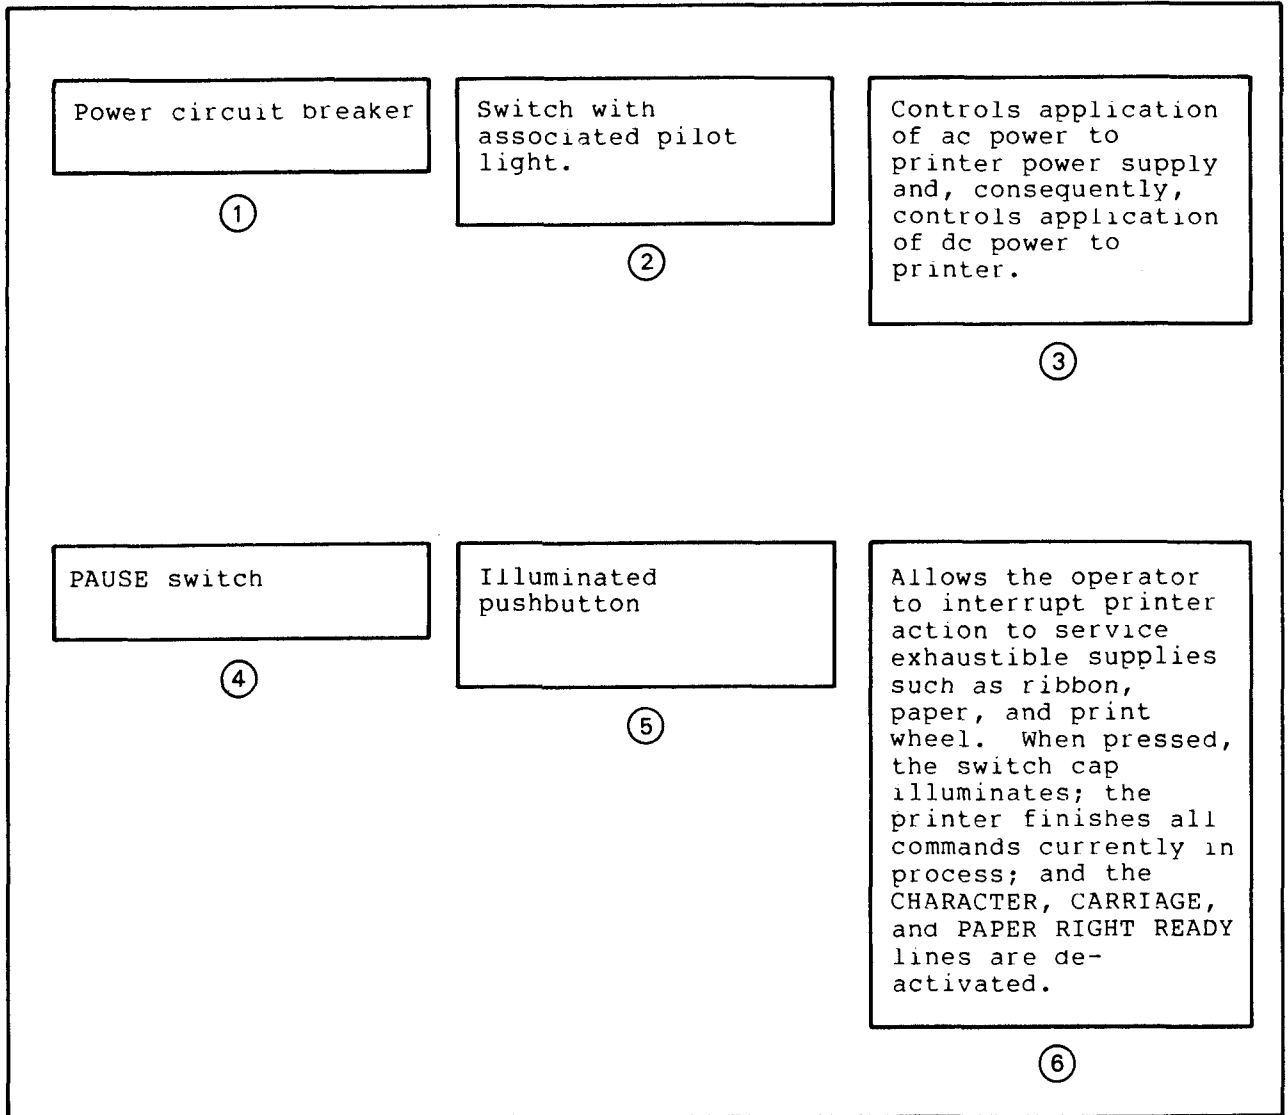 Power circuit breaker
①
Switch with
associated pilot
light.
②
Controls application
of ac power to
printer power supply
and, consequently,
controls application
of dc power to
printer.
③
PAUSE switch
④
Illuminated
pushbutton
⑤
Allows the operator
to interrupt printer
action to service
exhaustible supplies
such as ribbon,
paper, and print
wheel. When pressed,
the switch cap
illuminates; the
printer finishes all
commands currently in
process; and the
CHARACTER, CARRIAGE,
and PAPER RIGHT READY
lines are de-
activated.
⑥